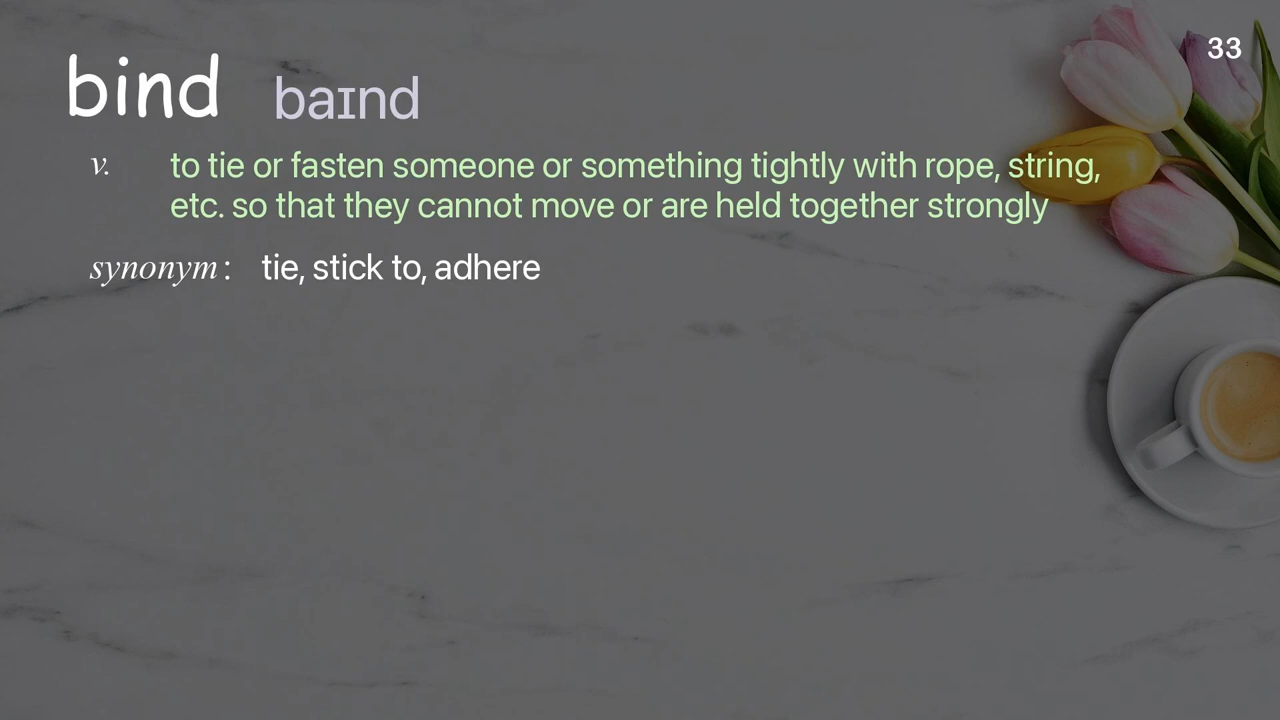 33
bind baɪnd
v. to tie or fasten someone or something tightly with rope, string,
etc. so that they cannot move or are held together strongly
synonym: tie, stick to, adhere